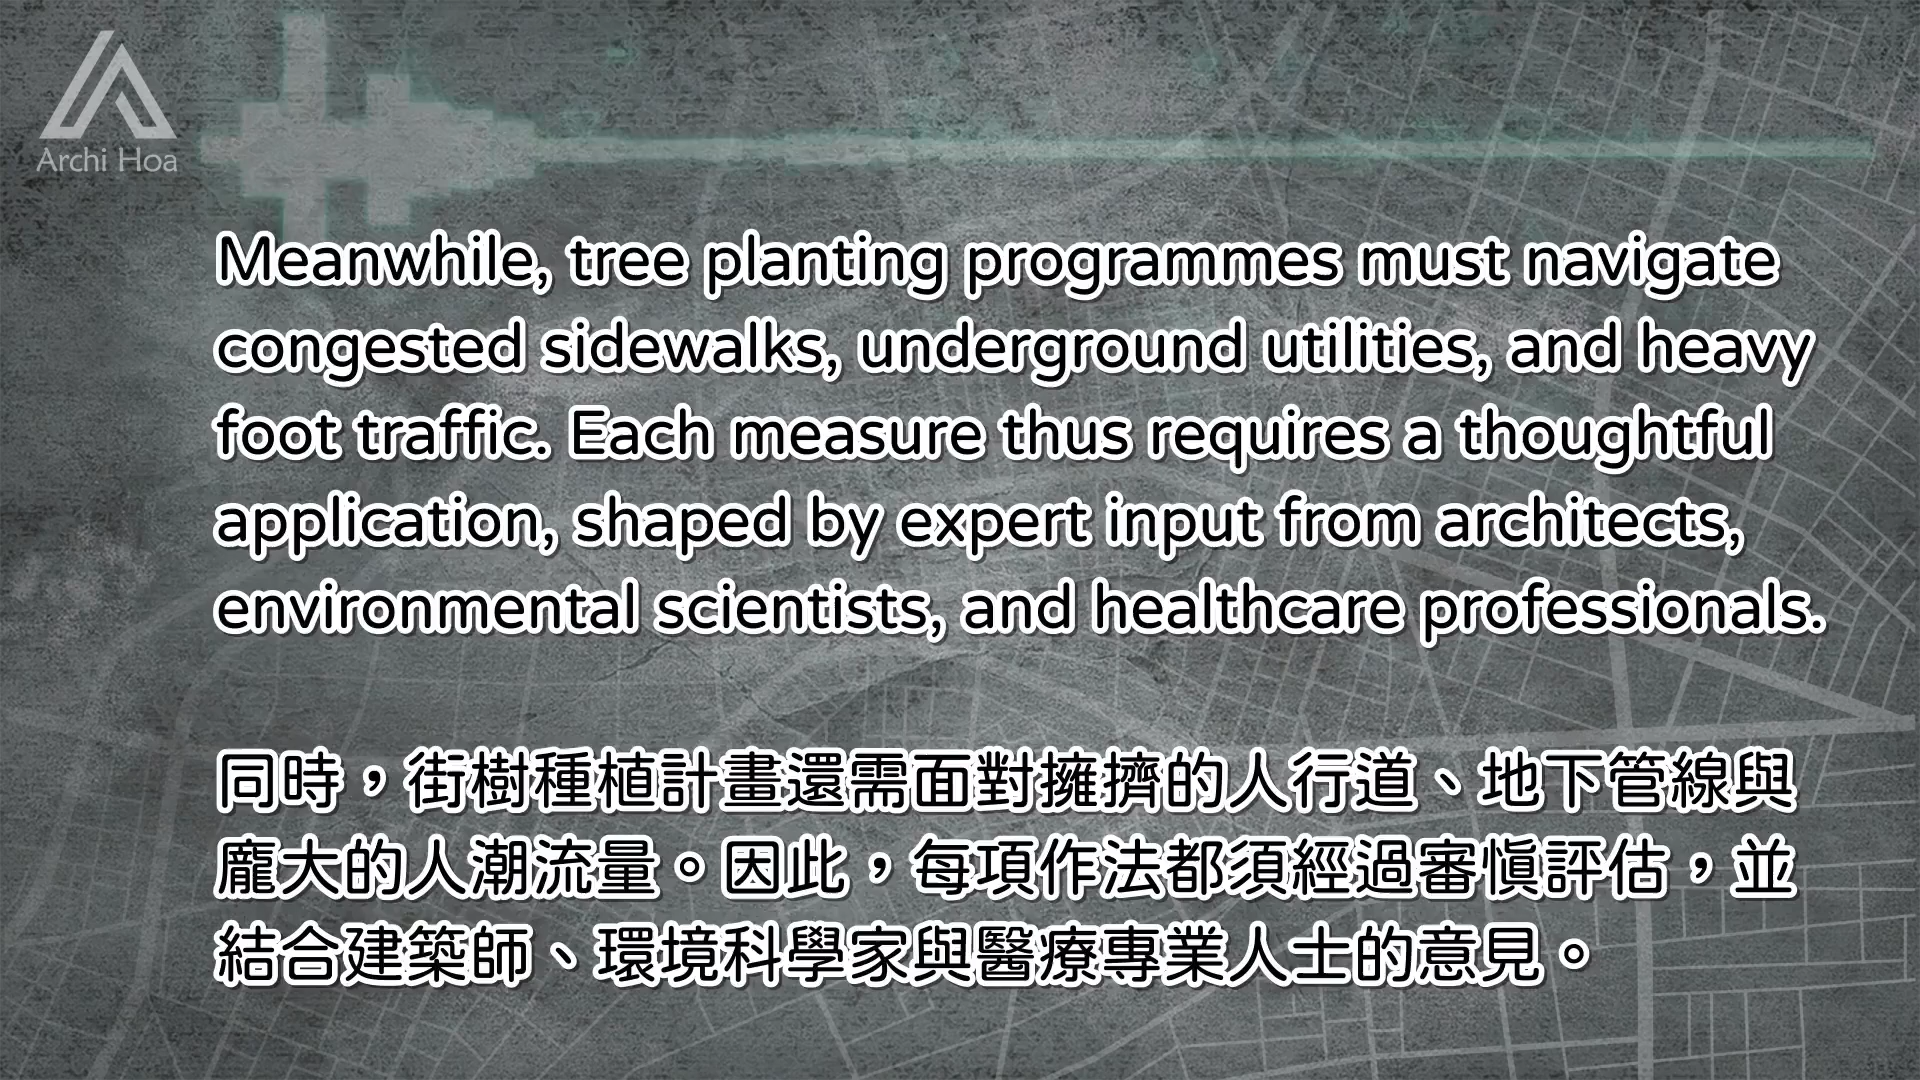 Archi Hoa
Meanwhile, tree planting programmes must navigate
congested sidewalks, underground utilities, and heavy
foot traffic. Each measure thus requires a thoughtful
application, shaped by expert input from architects,
environmental scientists, and healthcare professionals.
同時，街樹種植計畫還需面對擁擠的人行道、地下管線與
龐大的人潮流量。因此，每項作法都須經過審慎評估，並
結合建築師、環境科學家與醫療專業人士的意見。